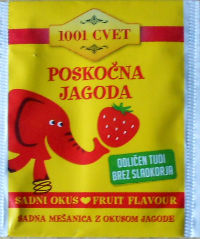 1001 CVET
POSKOČNA
JAGODA
ODLIČEN TUDI
BREZ SLADKORJA
SADNI OKUS ❤ FRUIT FLAVOUR
SADNA MEŠANICA Z OKUSOM JAGODE